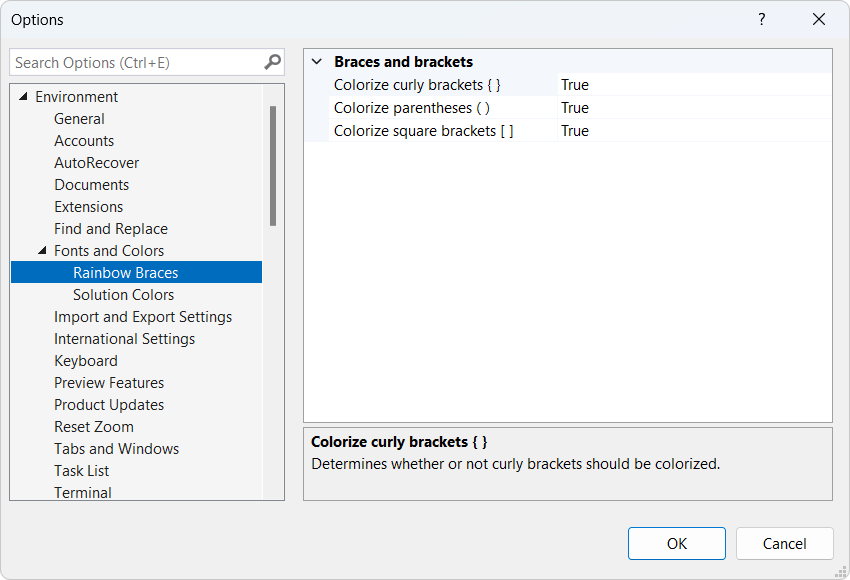 Options
?
Search Options (Ctrl+E)
Environment
General
Accounts
AutoRecover
Documents
Extensions
Find and Replace
Fonts and Colors
Rainbow Braces
Solution Colors
Import and Export Settings
International Settings
Keyboard
Preview Features
Product Updates
Reset Zoom
Tabs and Windows
Task List
Terminal
Braces and brackets
Colorize curly brackets { } True
Colorize parentheses ( ) True
Colorize square brackets [ ] True
Colorize curly brackets { }
Determines whether or not curly brackets should be colorized.
OK Cancel